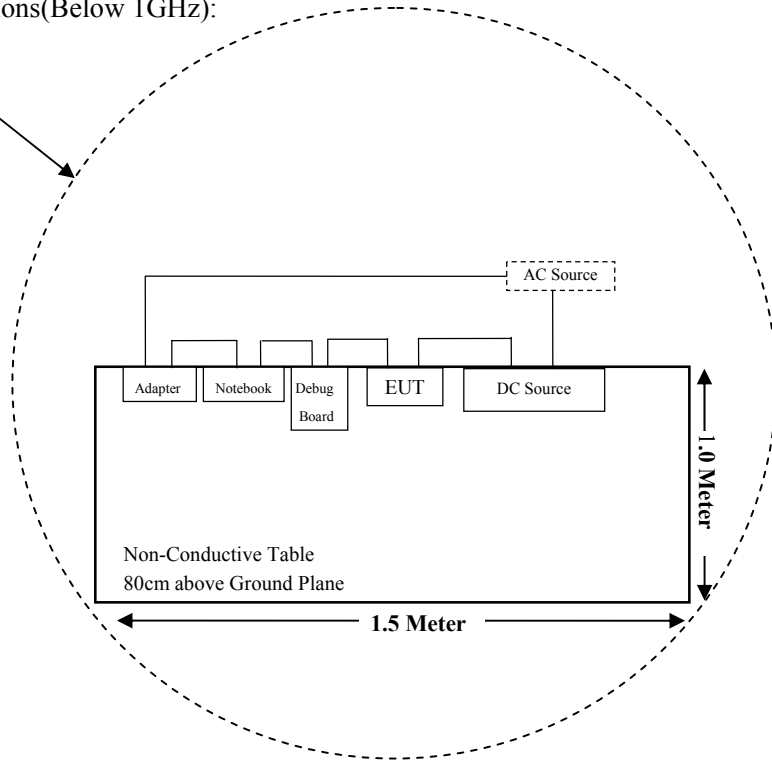 ons(Below 1GHz):
AC Source
Adapter
Notebook
Debug
Board
EUT
DC Source
1.0 Meter
Non-Conductive Table
80cm above Ground Plane
1.5 Meter